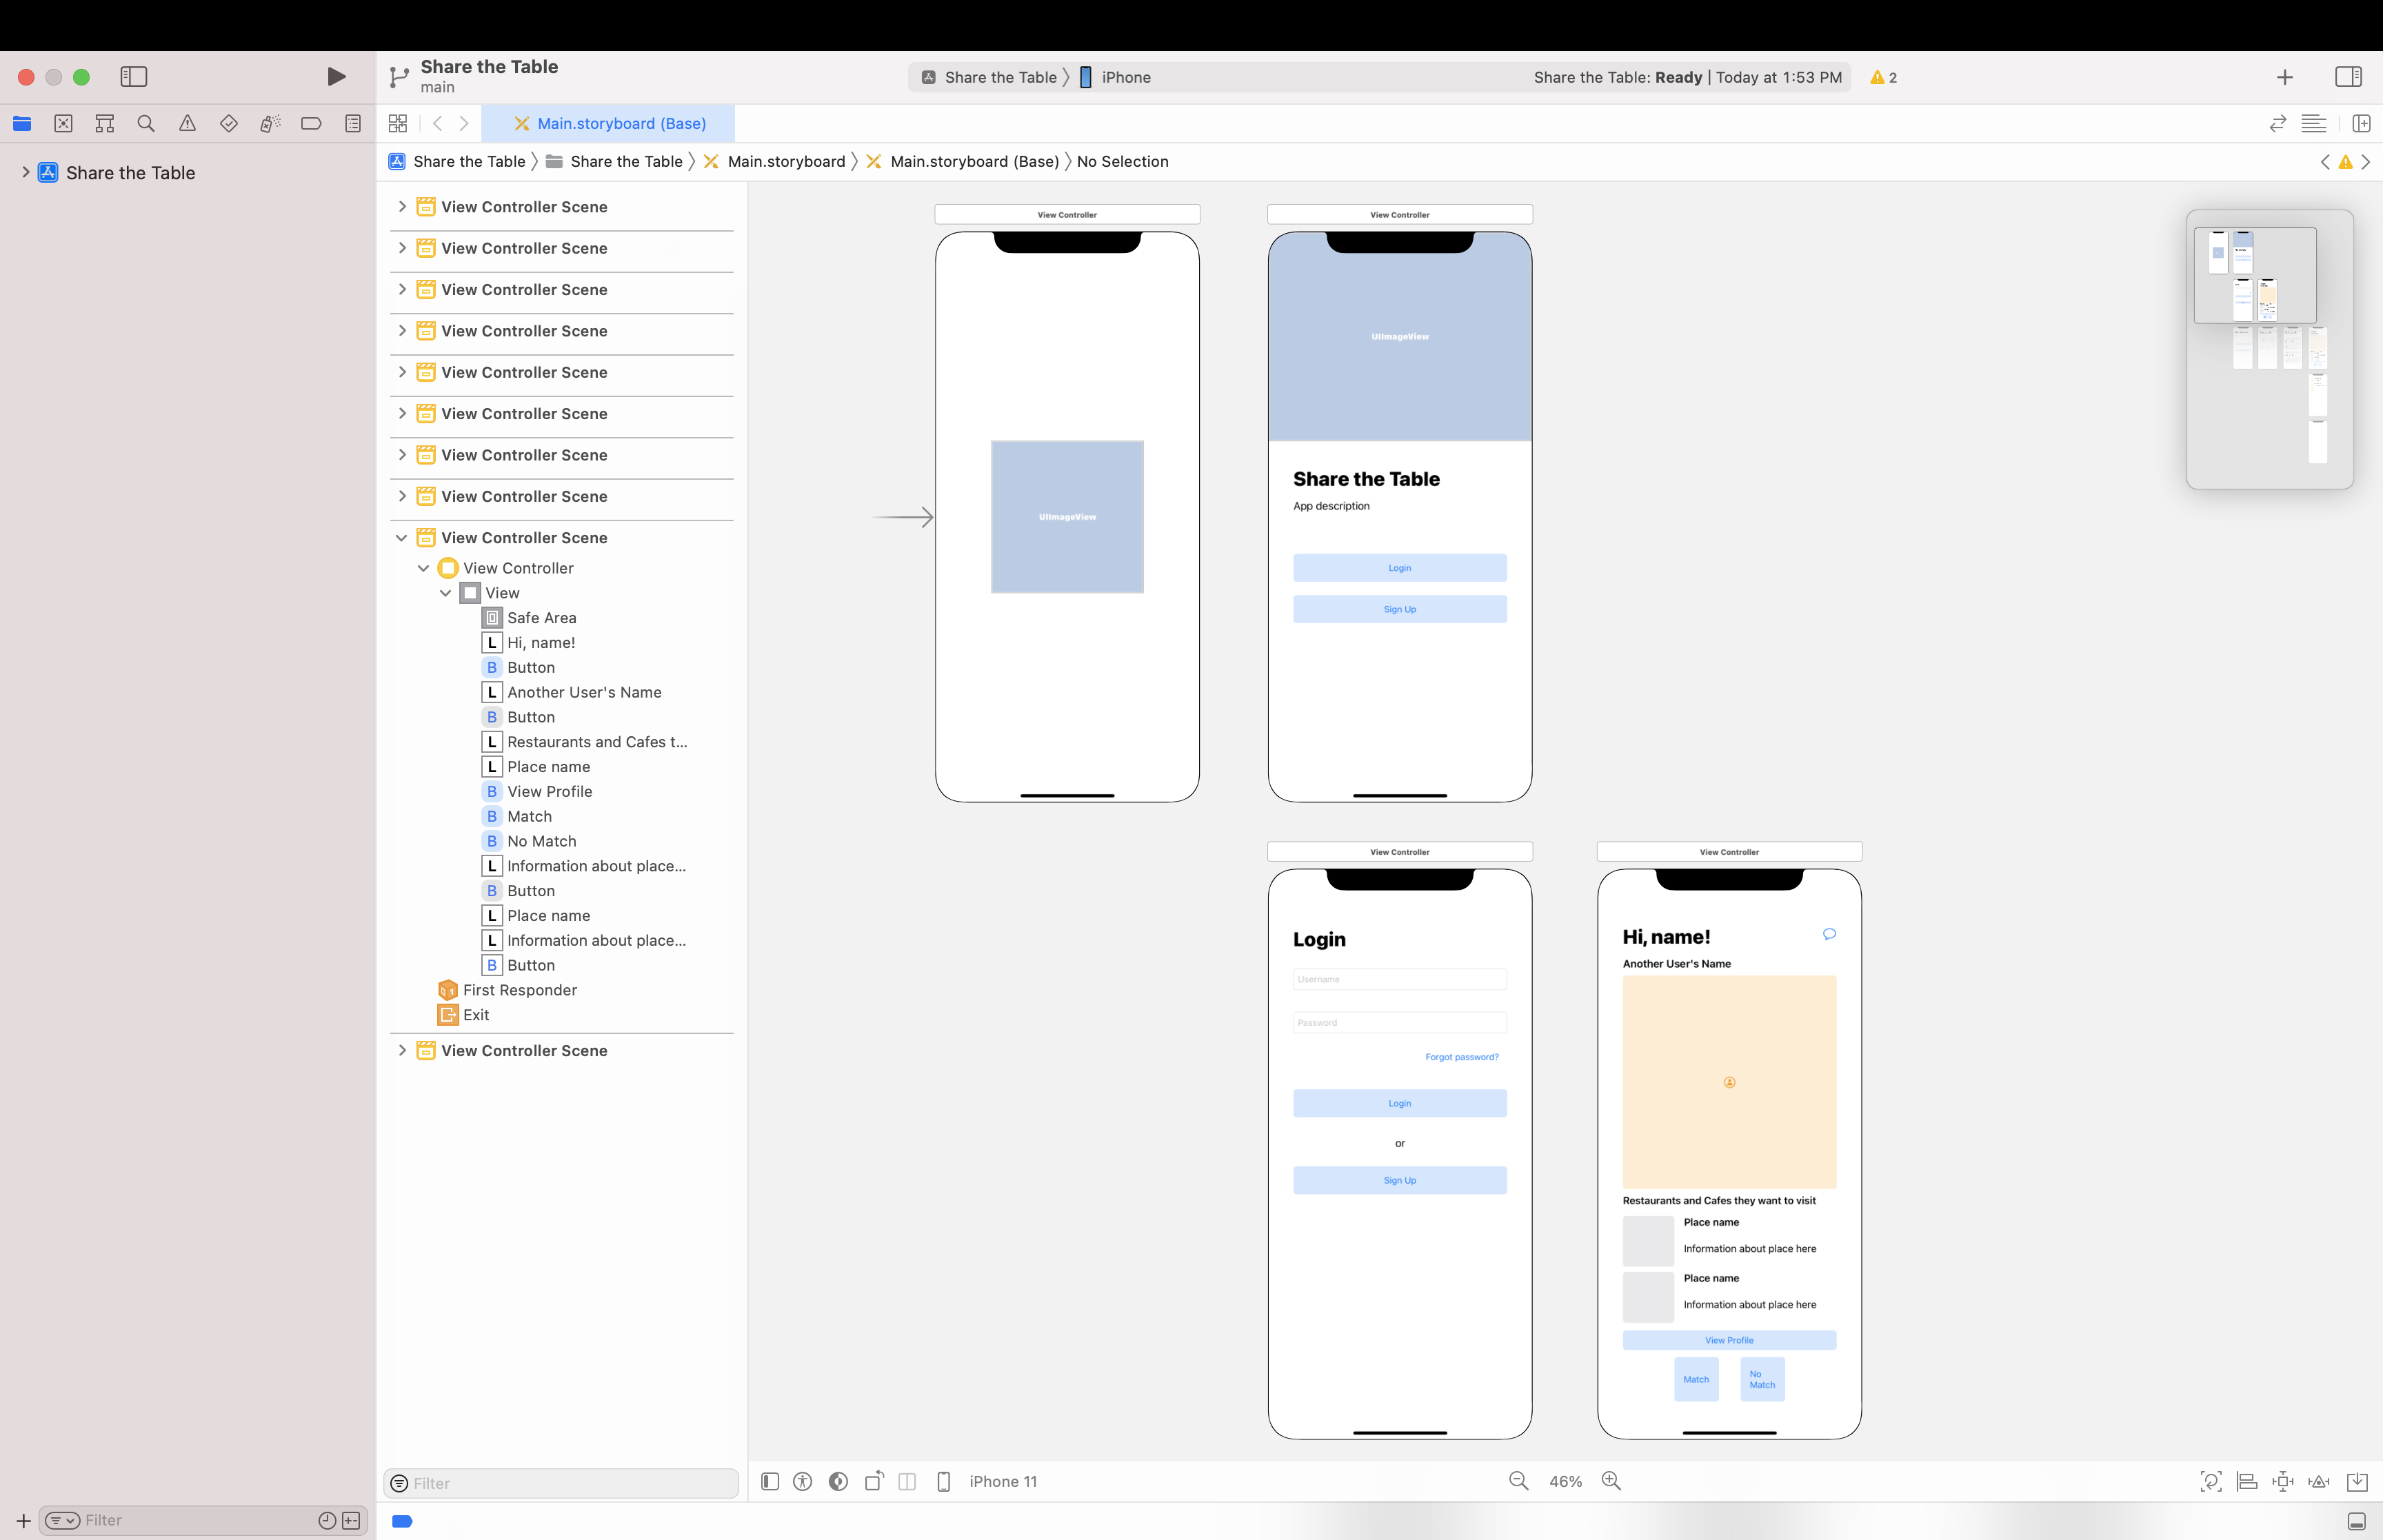 Share the Table
main
Share the Table
iPhone
Share the Table: Ready | Today at 1:53 PM
2
Main.storyboard (Base)
Share the Table
Share the Table
Share the Table
Main.storyboard
Main.storyboard (Base)
No Selection
View Controller Scene
View Controller Scene
View Controller Scene
View Controller Scene
View Controller Scene
View Controller Scene
View Controller Scene
View Controller Scene
View Controller Scene
View Controller
View
Safe Area
L Hi, name!
B Button
L Another User's Name
B Button
L Restaurants and Cafes t...
L Place name
B View Profile
B Match
B No Match
L Information about place...
B Button
L Place name
L Information about place...
B Button
First Responder
Exit
View Controller Scene
Filter
Filter
View Controller
UIImageView
View Controller
UIImageView
Share the Table
App description
Login
Sign Up
View Controller
Login
Username
Password
Forgot password?
Login
or
Sign Up
View Controller
Hi, name!
Another User's Name
Restaurants and Cafes they want to visit
Place name
Information about place here
Place name
Information about place here
View Profile
Match
No
Match
iPhone 11
46%